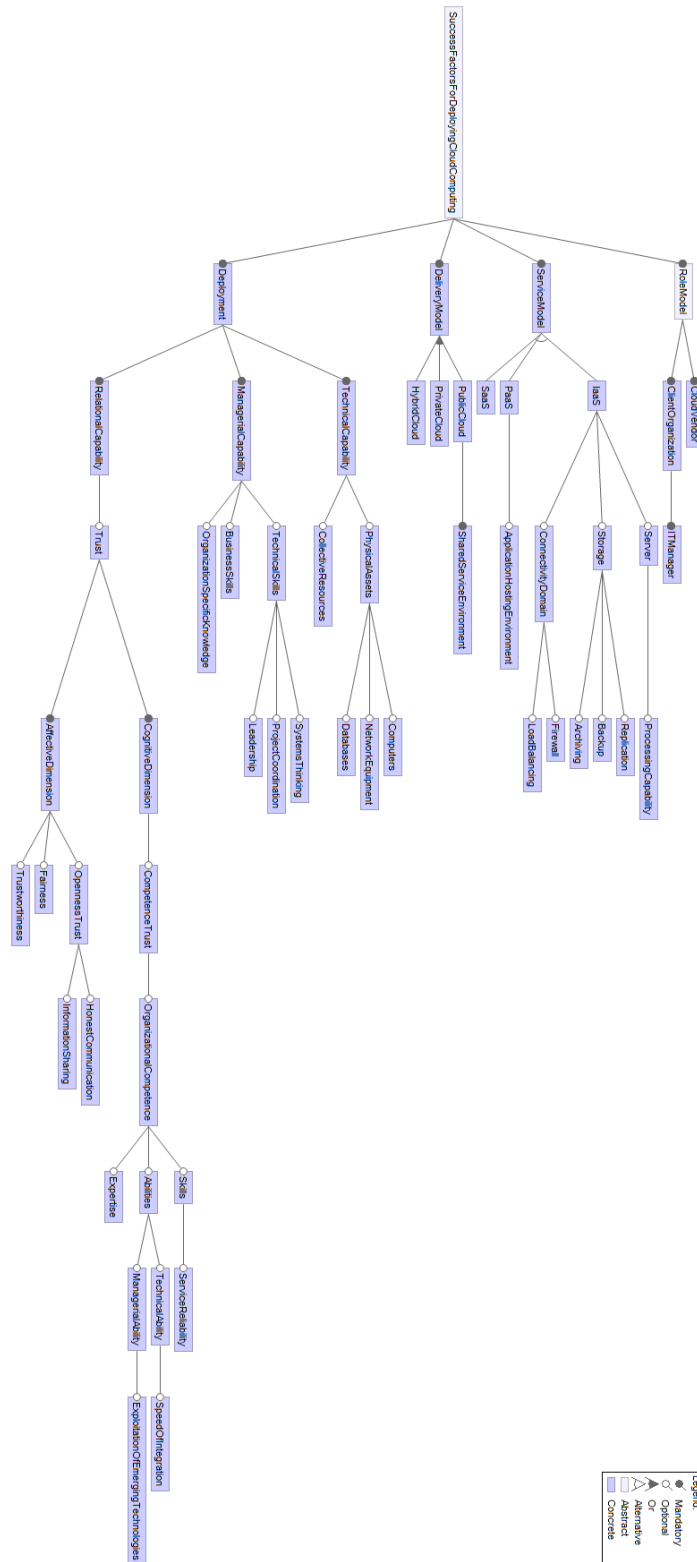 SuccessFactorsForDeployingCloudComputing
RoleModel
CloudVendor
ClientOrganization
ITManager
ServiceModel
IaaS
Server
ProcessingCapability
Storage
Replication
Backup
Archiving
ConnectivityDomain
Firewall
LoadBalancing
PaaS
ApplicationHostingEnvironment
SaaS
DeliveryModel
PublicCloud
SharedServiceEnvironment
PrivateCloud
HybridCloud
Deployment
TechnicalCapability
PhysicalAssets
Computers
NetworkEquipment
Databases
CollectiveResources
ManagerialCapability
TechnicalSkills
SystemsThinking
ProjectCoordination
Leadership
BusinessSkills
OrganizationSpecificKnowledge
RelationalCapability
Trust
CognitiveDimension
CompetenceTrust
OrganizationalCompetence
Skills
ServiceReliability
Abilities
TechnicalAbility
SpeedOfIntegration
ManagerialAbility
ExploitationOfEmergingTechnologies
Expertise
AffectiveDimension
OpennessTrust
HonestCommunication
InformationSharing
Fairness
Trustworthiness
Legend:
Mandatory
Optional
Or
Alternative
Abstract
Concrete